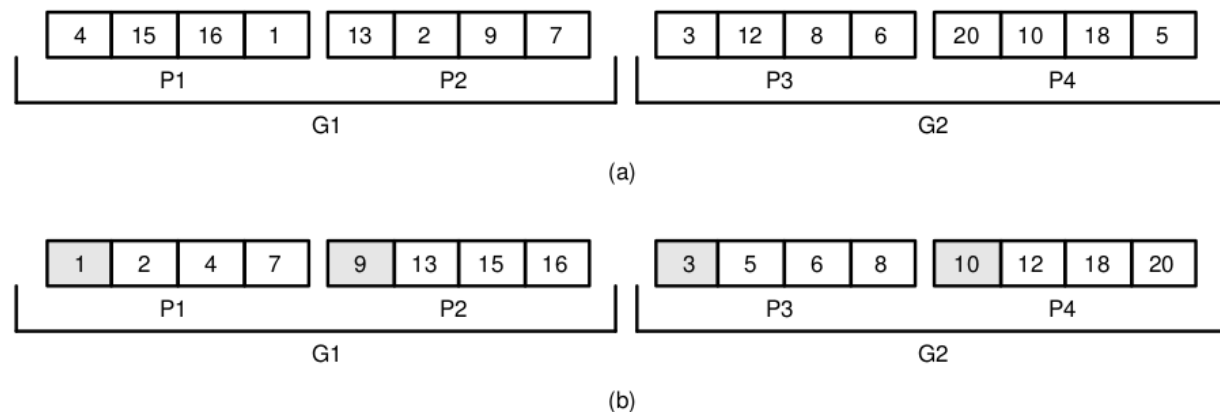 4 15 16 1 13 2 9 7 3 12 8 6 20 10 18 5
P1 P2 P3 P4
G1 G2
(a)
1 2 4 7 9 13 15 16 3 5 6 8 10 12 18 20
P1 P2 P3 P4
G1 G2
(b)